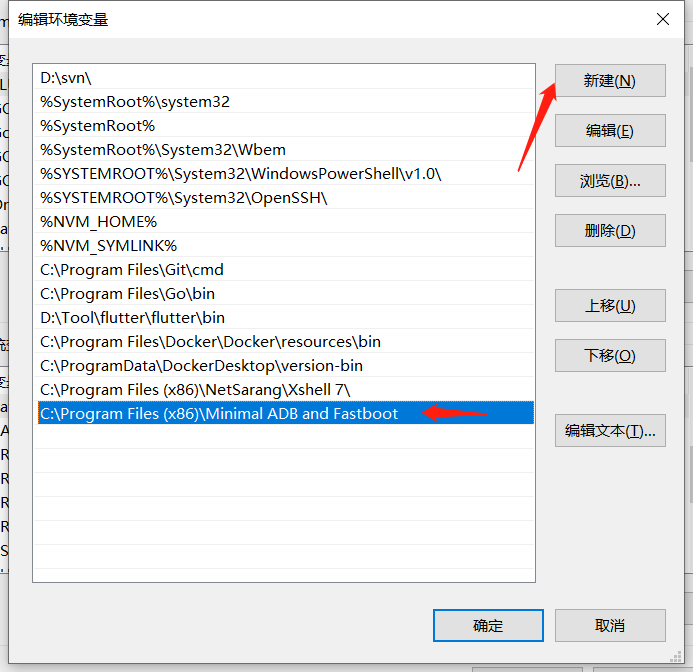 编辑环境变量
D:\svn\
%SystemRoot%\system32
%SystemRoot%
%SystemRoot%\System32\Wbem
%SYSTEMROOT%\System32\WindowsPowerShell\v1.0\
%SYSTEMROOT%\System32\OpenSSH\
%NVM_HOME%
%NVM_SYMLINK%
C:\Program Files\Git\cmd
C:\Program Files\Go\bin
D:\Tool\flutter\flutter\bin
C:\Program Files\Docker\Docker\resources\bin
C:\ProgramData\DockerDesktop\version-bin
C:\Program Files (x86)\NetSarang\Xshell 7\
C:\Program Files (x86)\Minimal ADB and Fastboot
新建(N)
编辑(E)
浏览(B)...
删除(D)
上移(U)
下移(O)
编辑文本(T)...
确定
取消